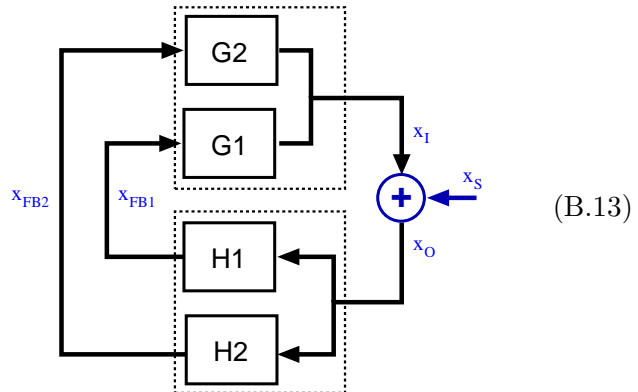 G2
G1
x_I
x_S
+
x_FB2
x_FB1
(B.13)
x_O
H1
H2